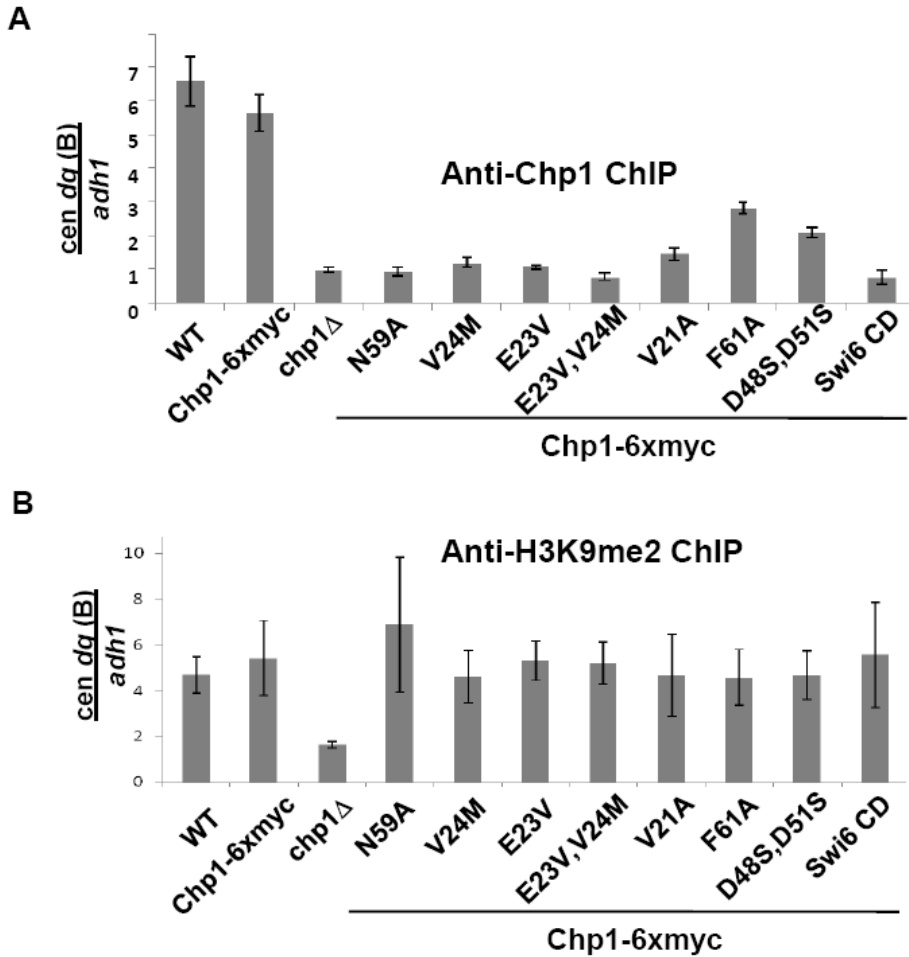 A
7
6
5
4
3
2
1
0
cen dq (B)
adh1
Anti-Chp1 ChIP
WT
Chp1-6xmyc
chp1Δ
N59A
V24M
E23V
E23V,V24M
V21A
F61A
D48S,D51S
Swi6 CD
Chp1-6xmyc
B
10
8
6
4
2
0
cen dq (B)
adh1
Anti-H3K9me2 ChIP
WT
Chp1-6xmyc
chp1Δ
N59A
V24M
E23V
E23V,V24M
V21A
F61A
D48S,D51S
Swi6 CD
Chp1-6xmyc